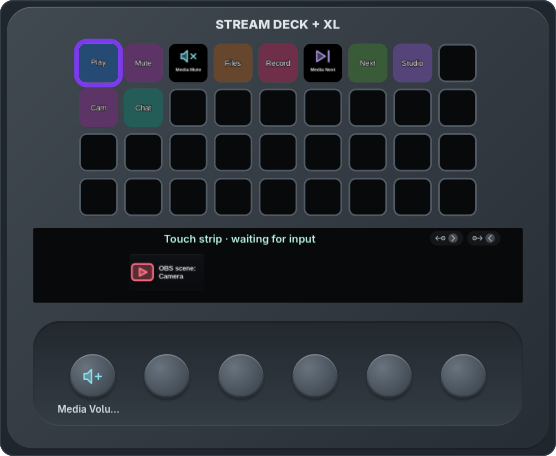 STREAM DECK + XL
Play
Mute
Media Mute
Files
Record
Media Next
Next
Studio
Cam
Chat
Touch strip · waiting for input
OBS scene:
Camera
Media Volu...